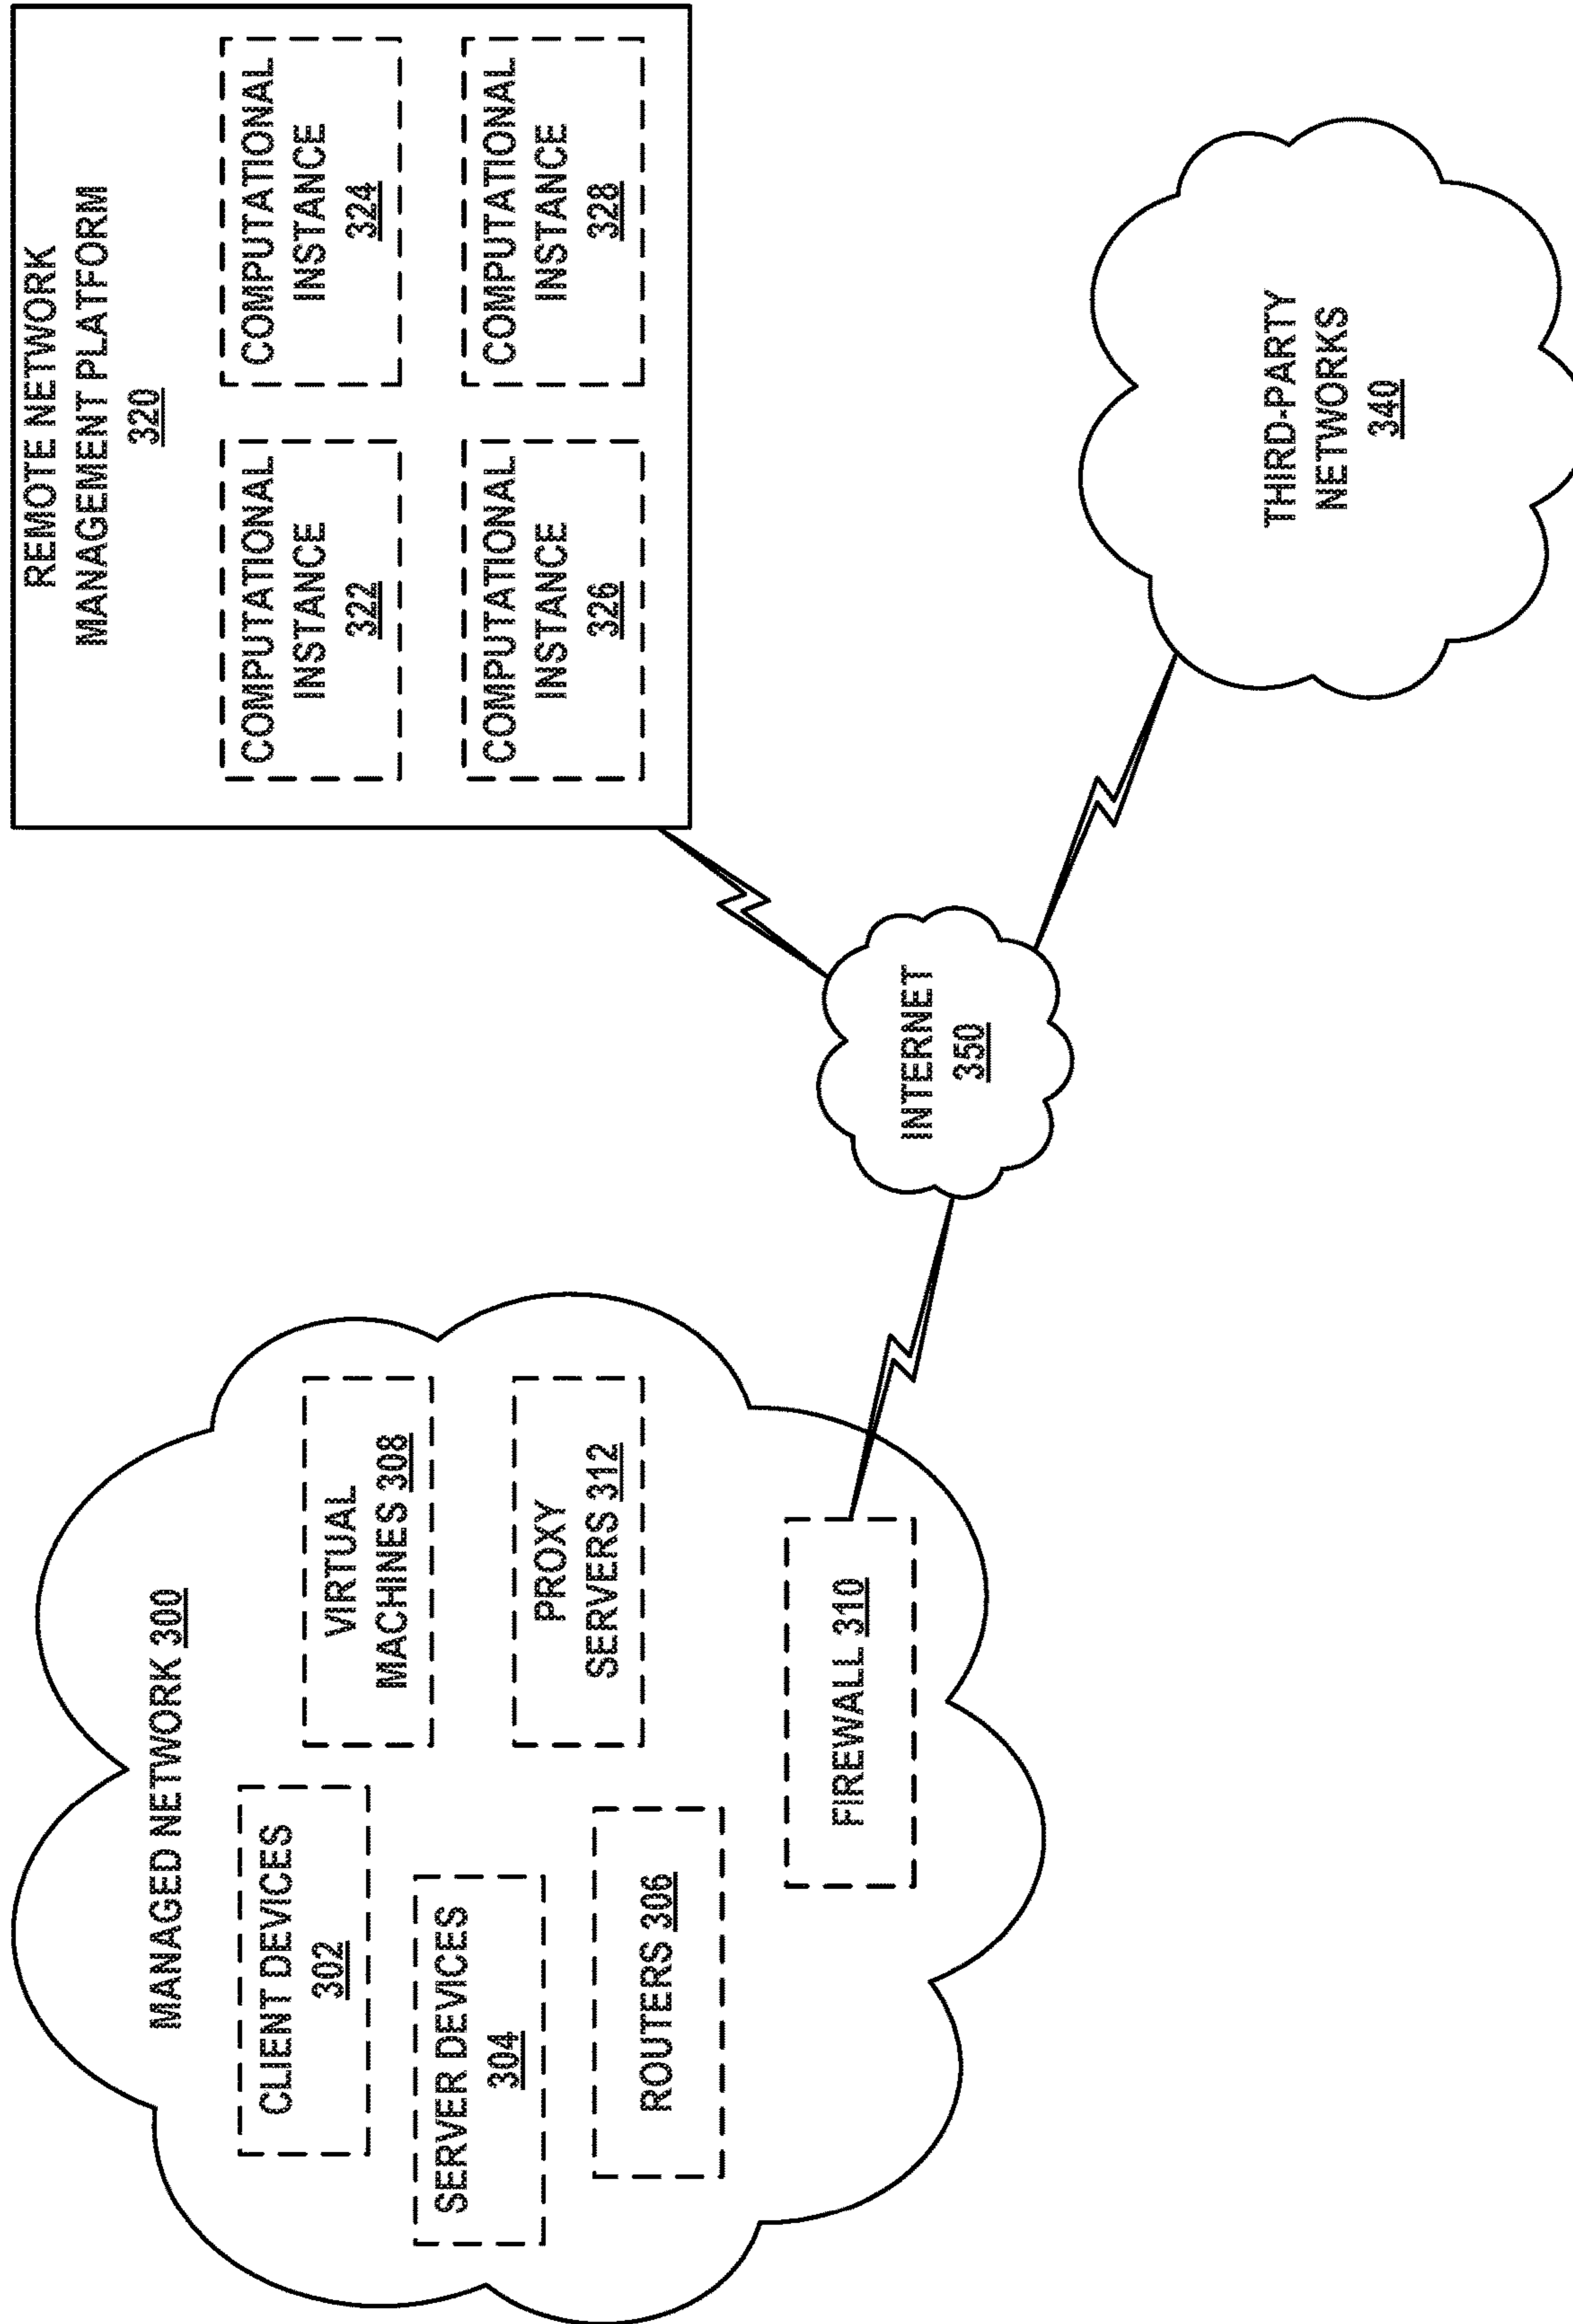 MANAGED NETWORK 300
CLIENT DEVICES
302
VIRTUAL
MACHINES 308
SERVER DEVICES
304
PROXY
SERVERS 312
ROUTERS 306
FIREWALL 310
REMOTE NETWORK
MANAGEMENT PLATFORM
320
COMPUTATIONAL
INSTANCE
322
COMPUTATIONAL
INSTANCE
324
COMPUTATIONAL
INSTANCE
326
COMPUTATIONAL
INSTANCE
328
INTERNET
350
THIRD-PARTY
NETWORKS
340